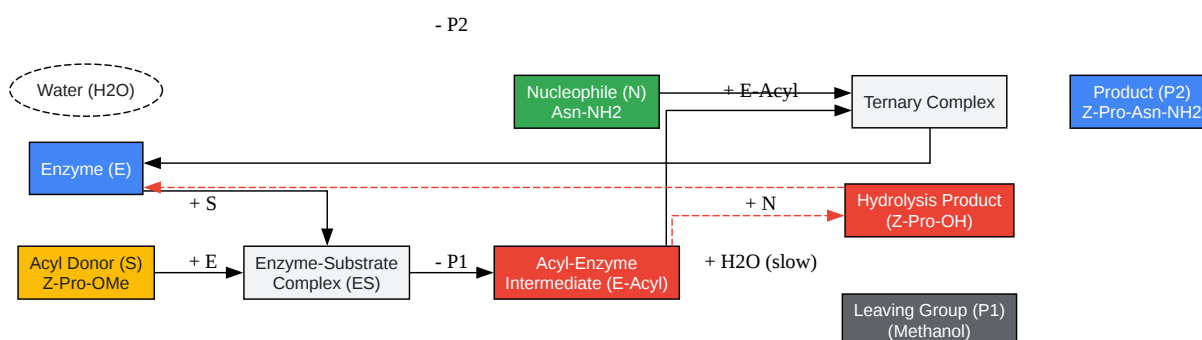 - P2
Water (H2O)
Nucleophile (N)
Asn-NH2
+ E-Acyl
Ternary Complex
Product (P2)
Z-Pro-Asn-NH2
Enzyme (E)
+ S
+ N
Hydrolysis Product
(Z-Pro-OH)
Acyl Donor (S)
Z-Pro-OMe
+ E
Enzyme-Substrate
Complex (ES)
- P1
Acyl-Enzyme
Intermediate (E-Acyl)
+ H2O (slow)
Leaving Group (P1)
(Methanol)